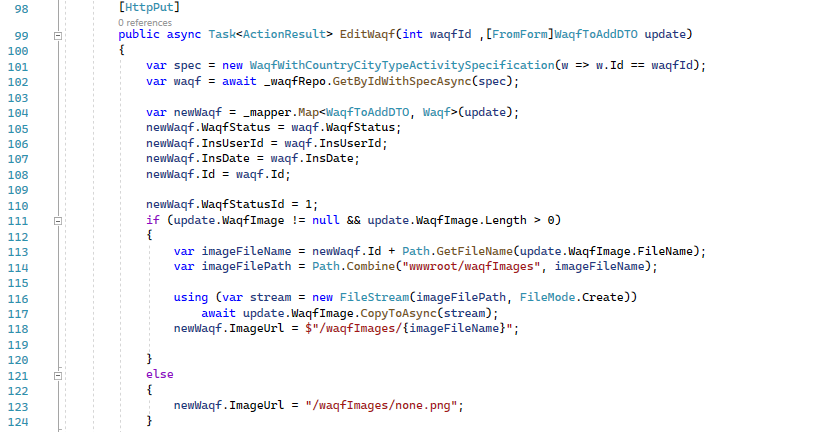 98 [HttpPut]
0 references
99 public async Task<ActionResult> EditWaqf(int waqfId ,[FromForm]WaqfToAddDTO update)
100 {
101 var spec = new WaqfWithCountryCityTypeActivitySpecification(w => w.Id == waqfId);
102 var waqf = await _waqfRepo.GetByIdWithSpecAsync(spec);
103
104 var newWaqf = _mapper.Map<WaqfToAddDTO, Waqf>(update);
105 newWaqf.WaqfStatus = waqf.WaqfStatus;
106 newWaqf.InsUserId = waqf.InsUserId;
107 newWaqf.InsDate = waqf.InsDate;
108 newWaqf.Id = waqf.Id;
109
110 newWaqf.WaqfStatusId = 1;
111 if (update.WaqfImage != null && update.WaqfImage.Length > 0)
112 {
113 var imageFileName = newWaqf.Id + Path.GetFileName(update.WaqfImage.FileName);
114 var imageFilePath = Path.Combine("wwwroot/waqfImages", imageFileName);
115
116 using (var stream = new FileStream(imageFilePath, FileMode.Create))
117 await update.WaqfImage.CopyToAsync(stream);
118 newWaqf.ImageUrl = $"/waqfImages/{imageFileName}";
119
120 }
121 else
122 {
123 newWaqf.ImageUrl = "/waqfImages/none.png";
124 }